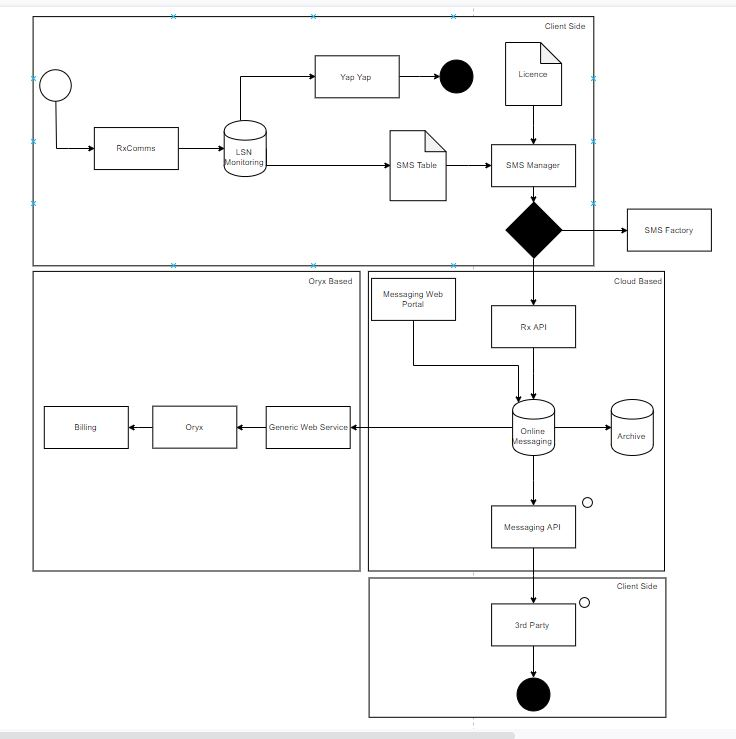 Client Side
Licence
Yap Yap
RxComms
LSN
Monitoring
SMS Table
SMS Manager
SMS Factory
Oryx Based
Cloud Based
Messaging Web
Portal
Rx API
Billing
Oryx
Generic Web Service
Online
Messaging
Archive
Messaging API
Client Side
3rd Party